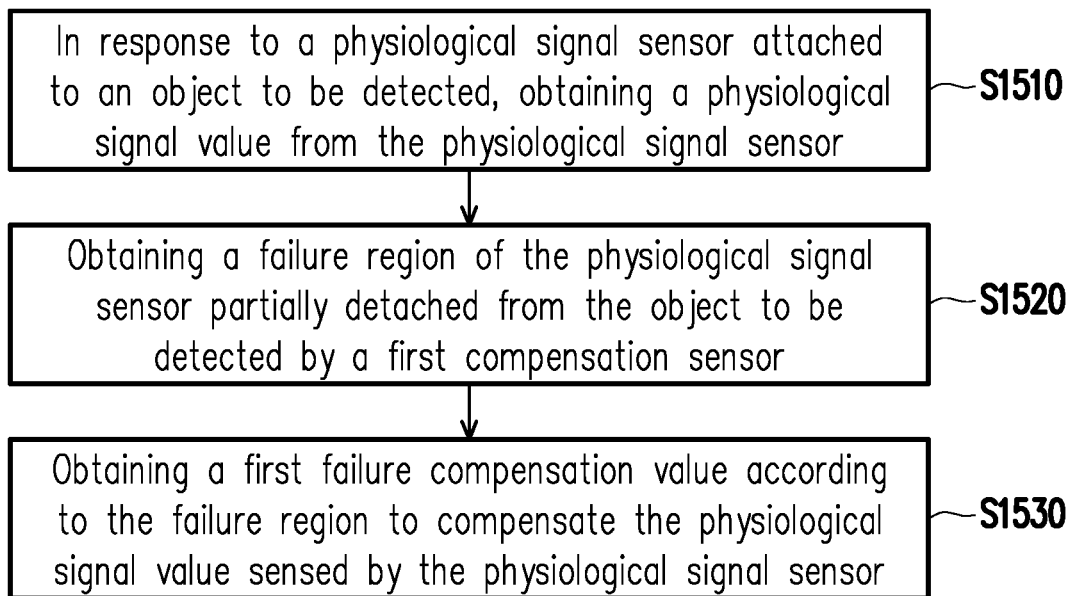 In response to a physiological signal sensor attached
to an object to be detected, obtaining a physiological
signal value from the physiological signal sensor
S1510
Obtaining a failure region of the physiological signal
sensor partially detached from the object to be
detected by a first compensation sensor
S1520
Obtaining a first failure compensation value according
to the failure region to compensate the physiological
signal value sensed by the physiological signal sensor
S1530